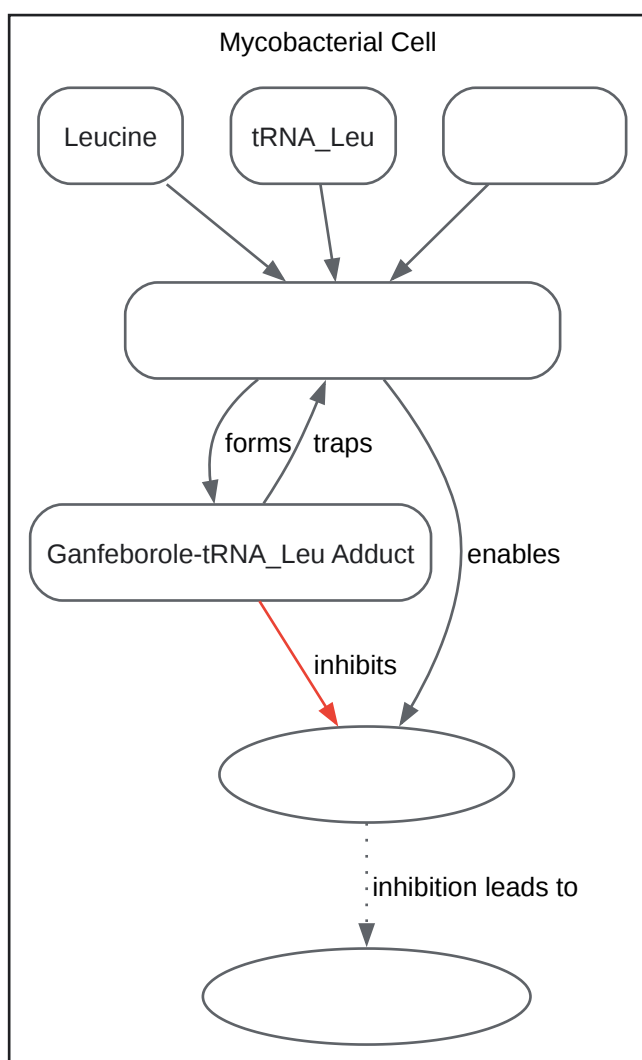 Mycobacterial Cell
Leucine
tRNA_Leu
forms
traps
Ganfeborole-tRNA_Leu Adduct
enables
inhibits
inhibition leads to